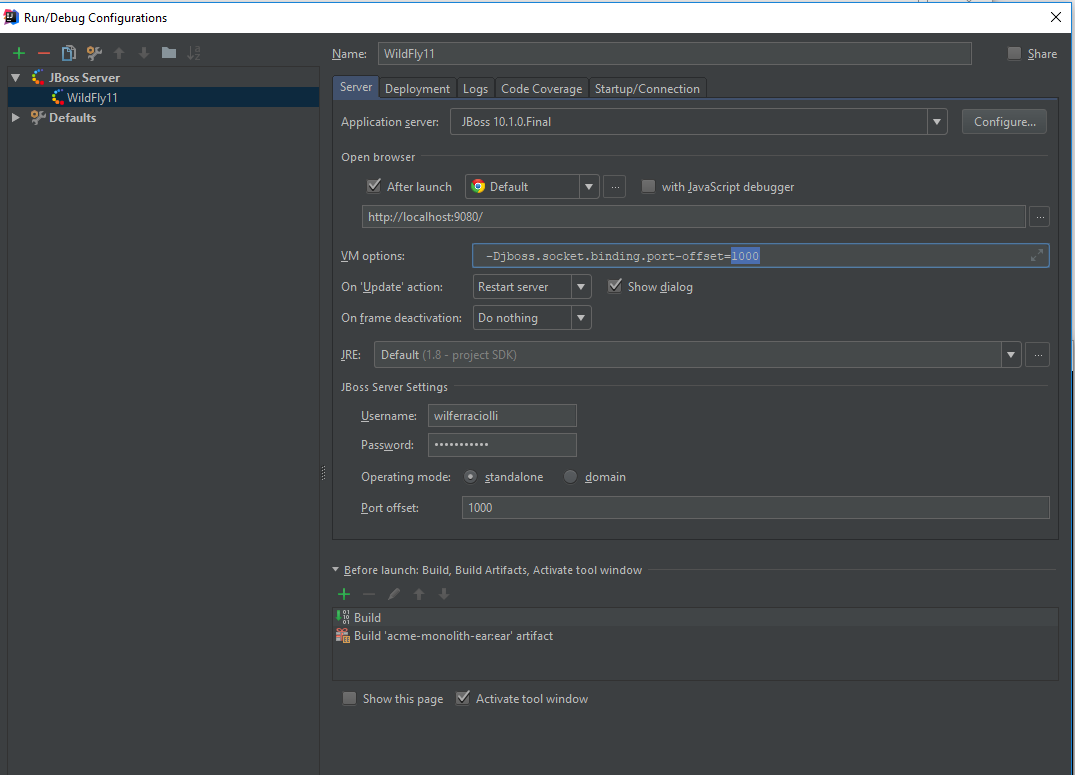 Run/Debug Configurations
Name: WildFly11 Share
JBoss Server
WildFly11
Defaults
Server Deployment Logs Code Coverage Startup/Connection
Application server: JBoss 10.1.0.Final Configure...
Open browser
After launch Default ... with JavaScript debugger
http://localhost:9080/ ...
VM options: -Djboss.socket.binding.port-offset=1000
On 'Update' action: Restart server Show dialog
On frame deactivation: Do nothing
JRE: Default (1.8 - project SDK) ...
JBoss Server Settings
Username: wilferraciolli
Password: •••••••••••
Operating mode: standalone domain
Port offset: 1000
Before launch: Build, Build Artifacts, Activate tool window
Build
Build 'acme-monolith-ear:ear' artifact
Show this page Activate tool window